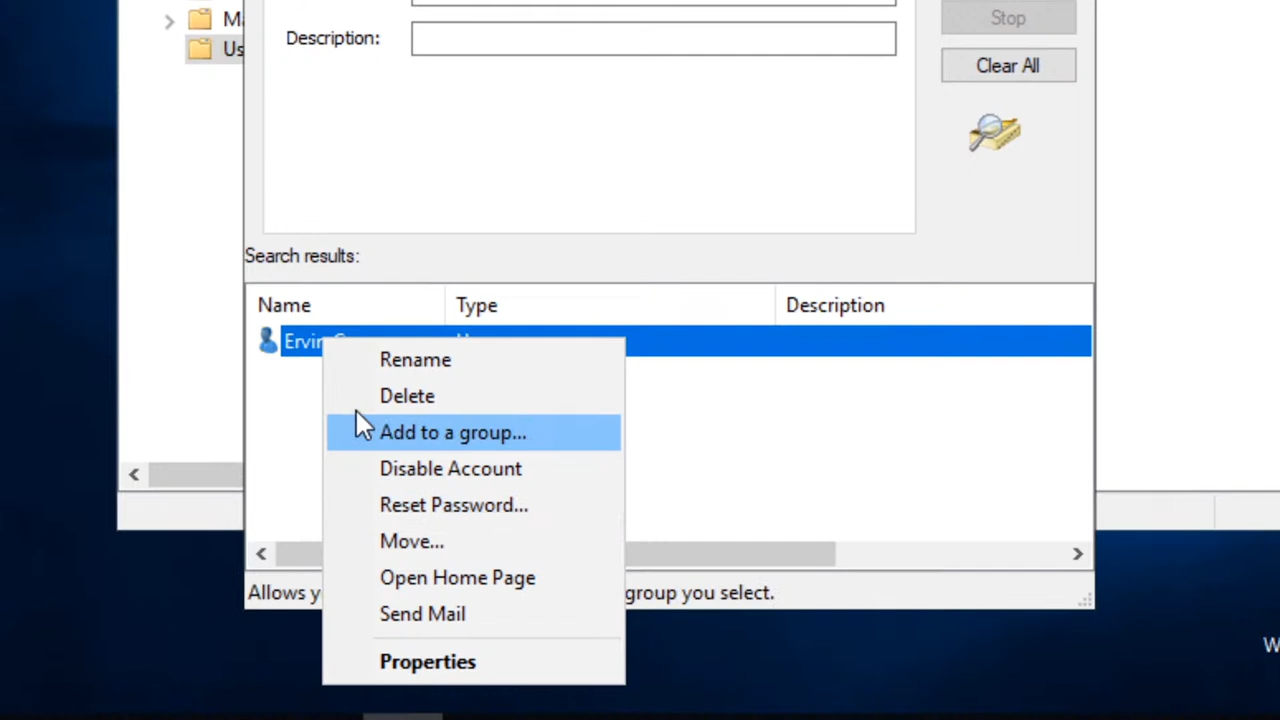 Stop
Description:
Clear All
Search results:
Name Type Description
Rename
Delete
Add to a group...
Disable Account
Reset Password...
Move...
Open Home Page
Allows group you select.
Send Mail
Properties